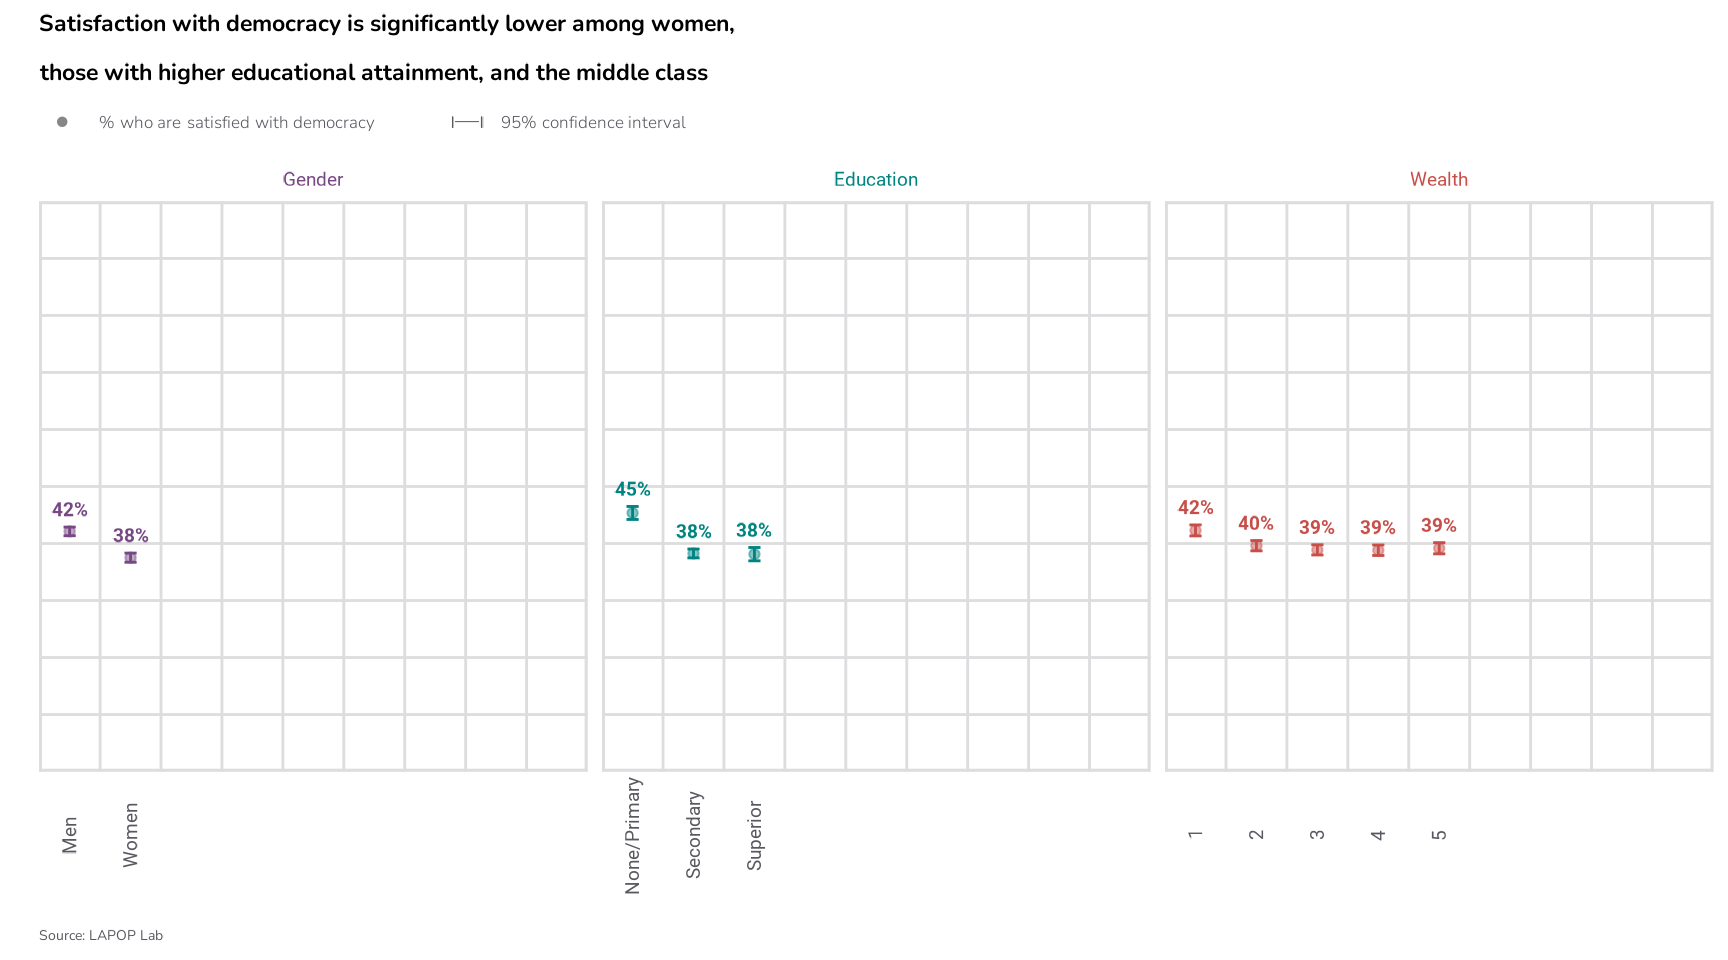 Satisfaction with democracy is significantly lower among women,
those with higher educational attainment, and the middle class
% who are satisfied with democracy
95% confidence interval
Gender
Education
Wealth
42%
38%
45%
38%
38%
42%
40%
39%
39%
39%
Men
Women
None/Primary
Secondary
Superior
1
2
3
4
5
Source: LAPOP Lab